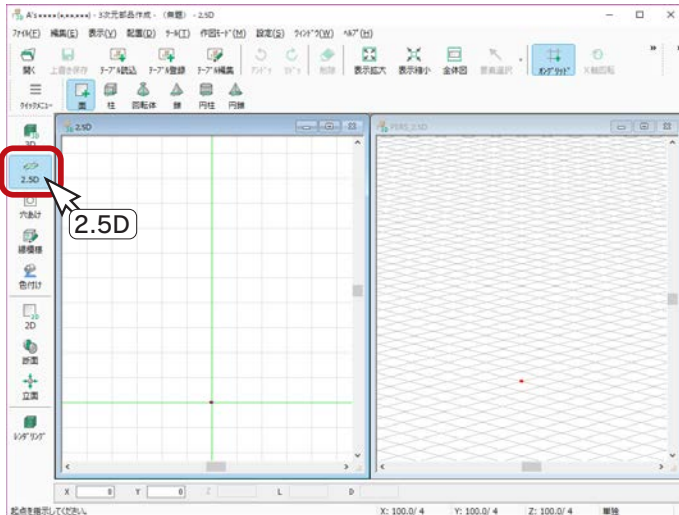 A's●●●●(●.●●.●●●) - 3次元部品作成 - (無題) - 2.5D
ファイル(F) 編集(E) 表示(V) 配置(D) ツール(T) 作図モード(M) 設定(S) ウインドウ(W) ヘルプ(H)
開く 上書き保存 テーブル読込 テーブル登録 テーブル編集 アンドゥ リドゥ 削除 表示拡大 表示縮小 全体図 要素選択 オングリッド X軸回転
クイックメニュー 面 柱 回転体 錐 円柱 円錐
3D
2.5D
穴あけ
線模様
色付け
2D
断面
立面
レンダリング
2.5D
PERS_2.5D
2.5D
X 0 Y 0 Z L D
起点を指示してください。 X: 100.0/ 4 Y: 100.0/ 4 Z: 100.0/ 4 単独